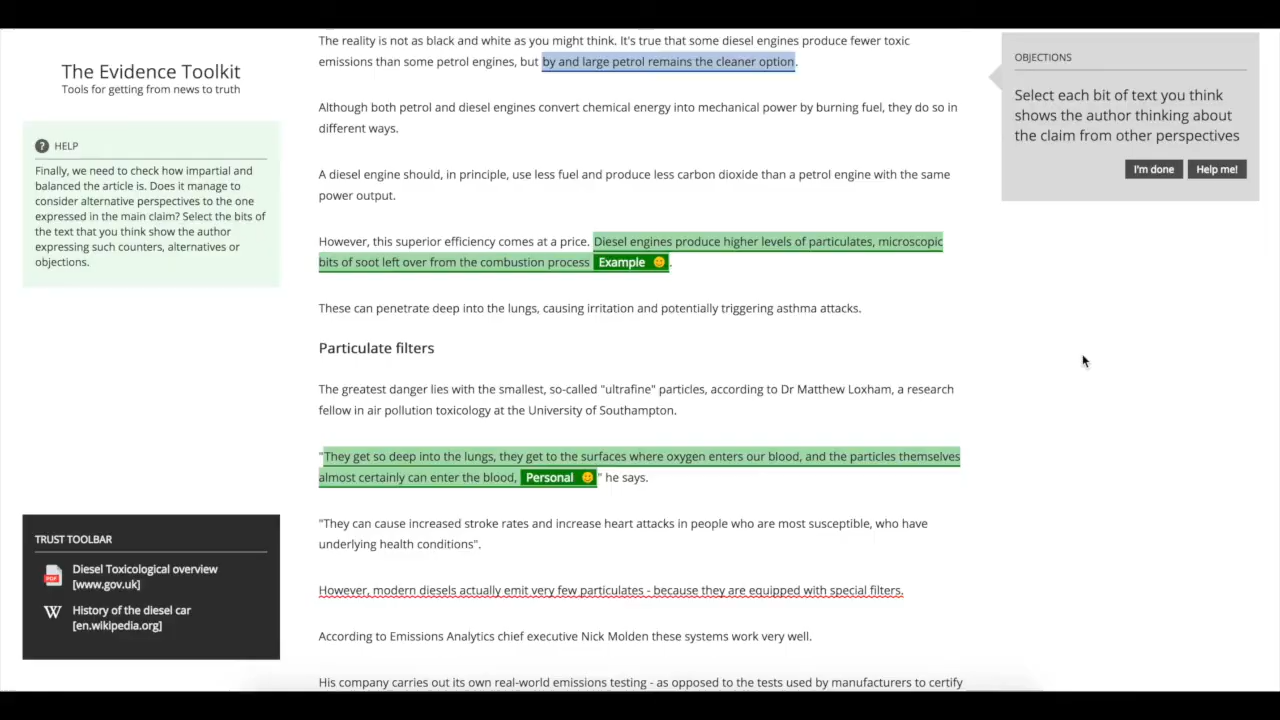 The Evidence Toolkit
Tools for getting from news to truth
? HELP
Finally, we need to check how impartial and
balanced the article is. Does it manage to
consider alternative perspectives to the one
expressed in the main claim? Select the bits of
the text that you think show the author
expressing such counters, alternatives or
objections.
TRUST TOOLBAR
PDF
Diesel Toxicological overview
[www.gov.uk]
W
History of the diesel car
[en.wikipedia.org]
The reality is not as black and white as you might think. It's true that some diesel engines produce fewer toxic
emissions than some petrol engines, but by and large petrol remains the cleaner option.
Although both petrol and diesel engines convert chemical energy into mechanical power by burning fuel, they do so in
different ways.
A diesel engine should, in principle, use less fuel and produce less carbon dioxide than a petrol engine with the same
power output.
However, this superior efficiency comes at a price. Diesel engines produce higher levels of particulates, microscopic
bits of soot left over from the combustion process Example .
These can penetrate deep into the lungs, causing irritation and potentially triggering asthma attacks.
Particulate filters
The greatest danger lies with the smallest, so-called "ultrafine" particles, according to Dr Matthew Loxham, a research
fellow in air pollution toxicology at the University of Southampton.
"They get so deep into the lungs, they get to the surfaces where oxygen enters our blood, and the particles themselves
almost certainly can enter the blood, Personal " he says.
"They can cause increased stroke rates and increase heart attacks in people who are most susceptible, who have
underlying health conditions".
However, modern diesels actually emit very few particulates - because they are equipped with special filters.
According to Emissions Analytics chief executive Nick Molden these systems work very well.
His company carries out its own real-world emissions testing - as opposed to the tests used by manufacturers to certify
OBJECTIONS
Select each bit of text you think
shows the author thinking about
the claim from other perspectives
I'm done Help me!